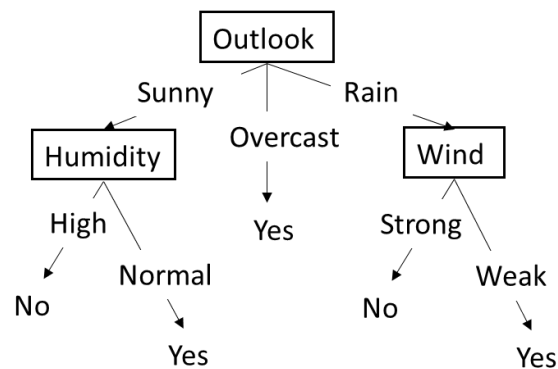 Outlook
Sunny
Rain
Overcast
Humidity
Wind
High
Normal
Yes
Strong
Weak
No
Yes
No
Yes